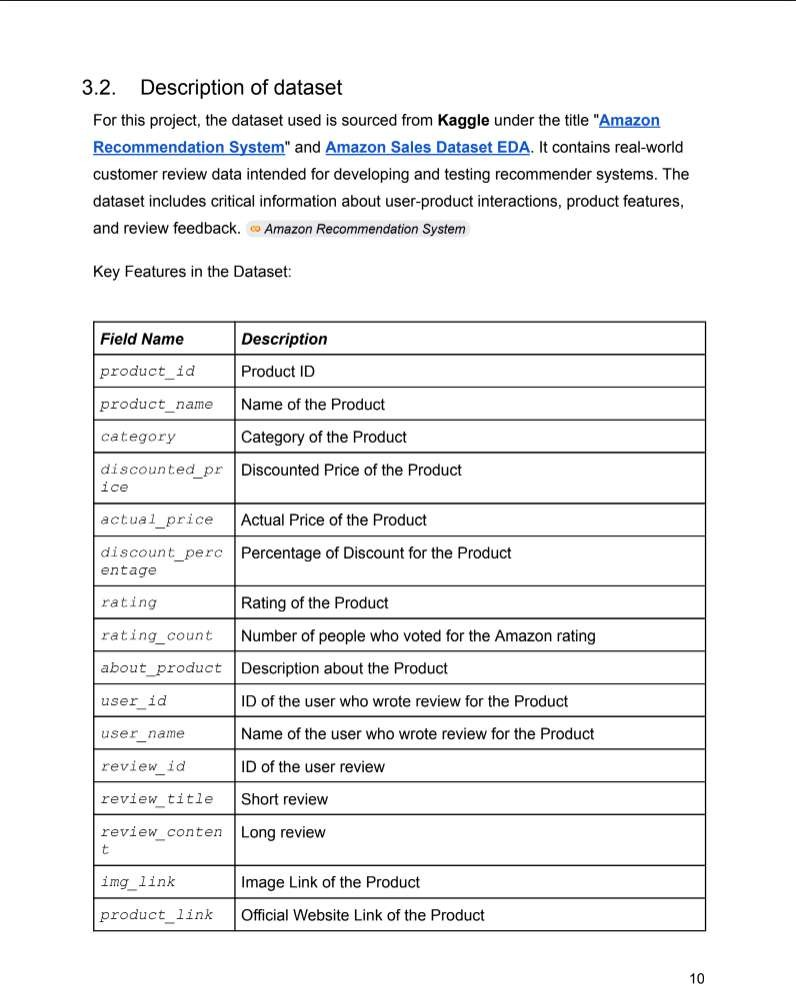 3.2. Description of dataset
For this project, the dataset used is sourced from Kaggle under the title "Amazon
Recommendation System" and Amazon Sales Dataset EDA. It contains real-world
customer review data intended for developing and testing recommender systems. The
dataset includes critical information about user-product interactions, product features,
and review feedback. Amazon Recommendation System
Key Features in the Dataset:
Field Name Description
product_id Product ID
product_name Name of the Product
category Category of the Product
discounted_pr Discounted Price of the Product
ice
actual_price Actual Price of the Product
discount_perc Percentage of Discount for the Product
entage
rating Rating of the Product
rating_count Number of people who voted for the Amazon rating
about_product Description about the Product
user_id ID of the user who wrote review for the Product
user_name Name of the user who wrote review for the Product
review_id ID of the user review
review_title Short review
review_conten Long review
t
img_link Image Link of the Product
product_link Official Website Link of the Product
10